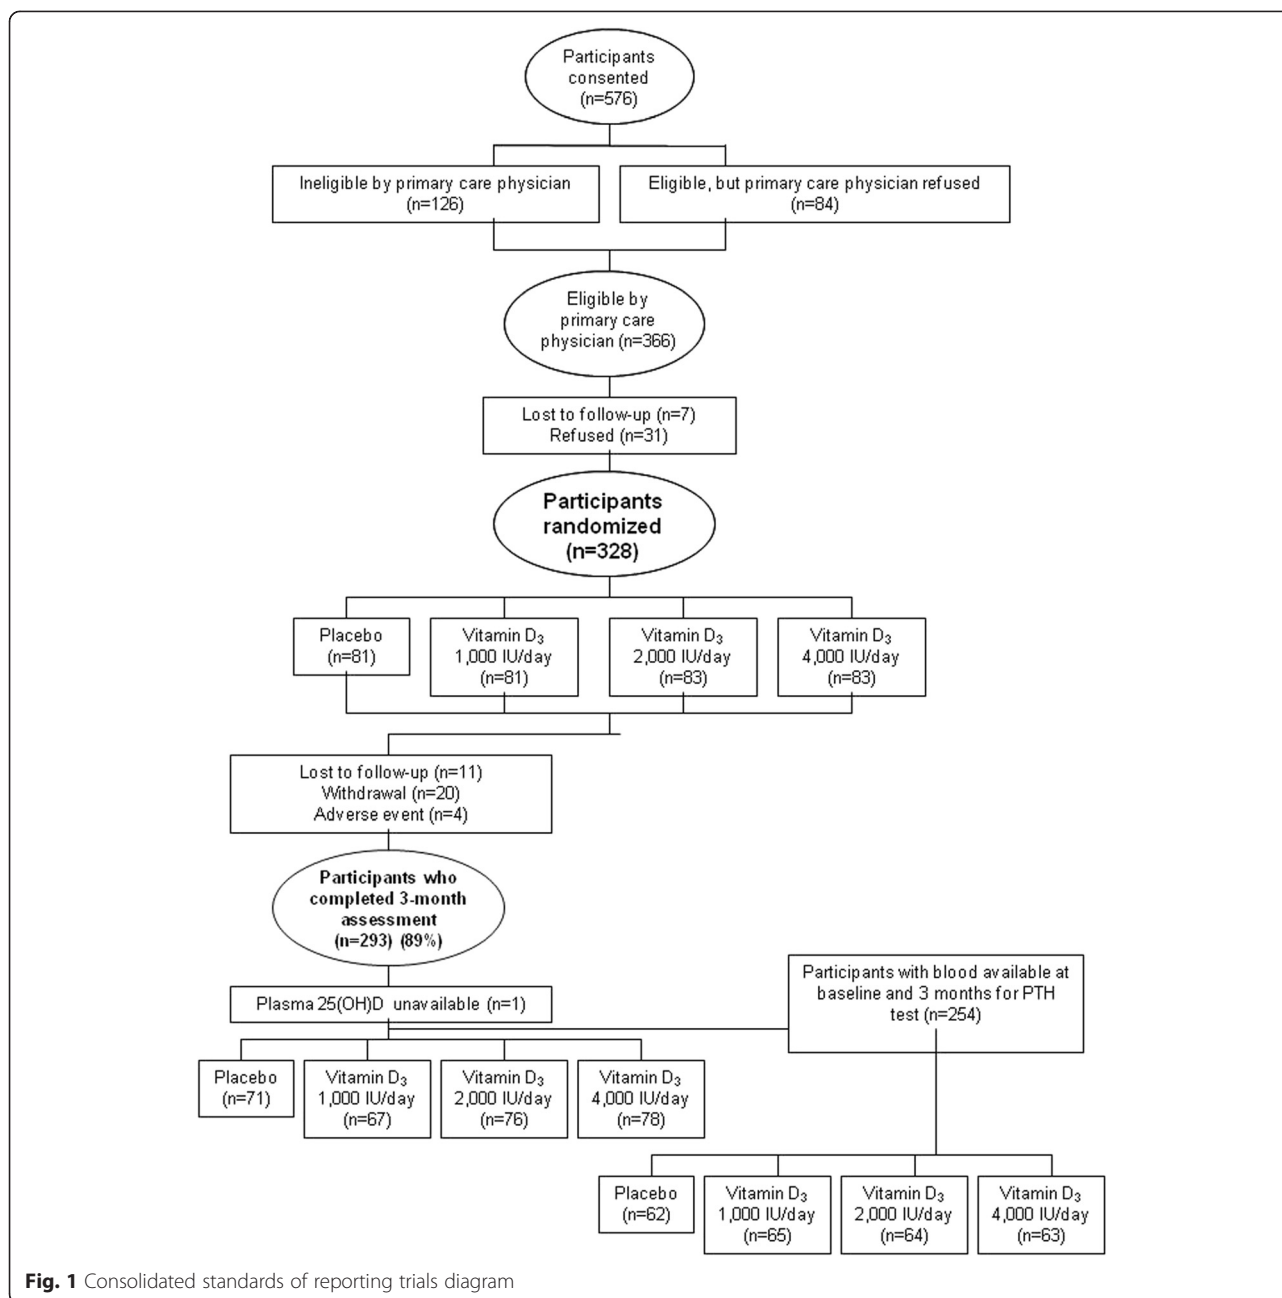 Participants
consented
(n=576)
Ineligible by primary care physician
(n=126)
Eligible, but primary care physician refused
(n=84)
Eligible by
primary care
physician (n=366)
Lost to follow-up (n=7)
Refused (n=31)
Participants
randomized
(n=328)
Placebo
(n=81)
Vitamin D₃
1,000 IU/day
(n=81)
Vitamin D₃
2,000 IU/day
(n=83)
Vitamin D₃
4,000 IU/day
(n=83)
Lost to follow-up (n=11)
Withdrawal (n=20)
Adverse event (n=4)
Participants who
completed 3-month
assessment
(n=293) (89%)
Participants with blood available at
baseline and 3 months for PTH
test (n=254)
Plasma 25(OH)D unavailable (n=1)
Placebo
(n=71)
Vitamin D₃
1,000 IU/day
(n=67)
Vitamin D₃
2,000 IU/day
(n=76)
Vitamin D₃
4,000 IU/day
(n=78)
Placebo
(n=62)
Vitamin D₃
1,000 IU/day
(n=65)
Vitamin D₃
2,000 IU/day
(n=64)
Vitamin D₃
4,000 IU/day
(n=63)
Fig. 1 Consolidated standards of reporting trials diagram